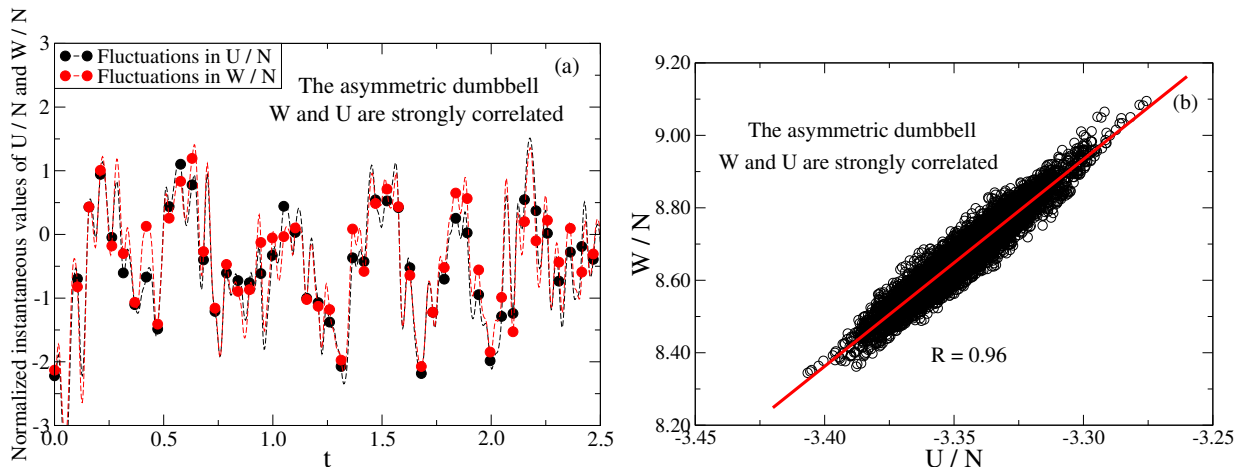 Normalized instantaneous values of U / N and W / N
3
2
1
0
-1
-2
-3
Fluctuations in U / N
Fluctuations in W / N
(a)
The asymmetric dumbbell
W and U are strongly correlated
0.0 0.5 1.0 1.5 2.0 2.5
t
W / N
9.20
9.00
8.80
8.60
8.40
8.20
(b)
The asymmetric dumbbell
W and U are strongly correlated
R = 0.96
-3.45 -3.40 -3.35 -3.30 -3.25
U / N